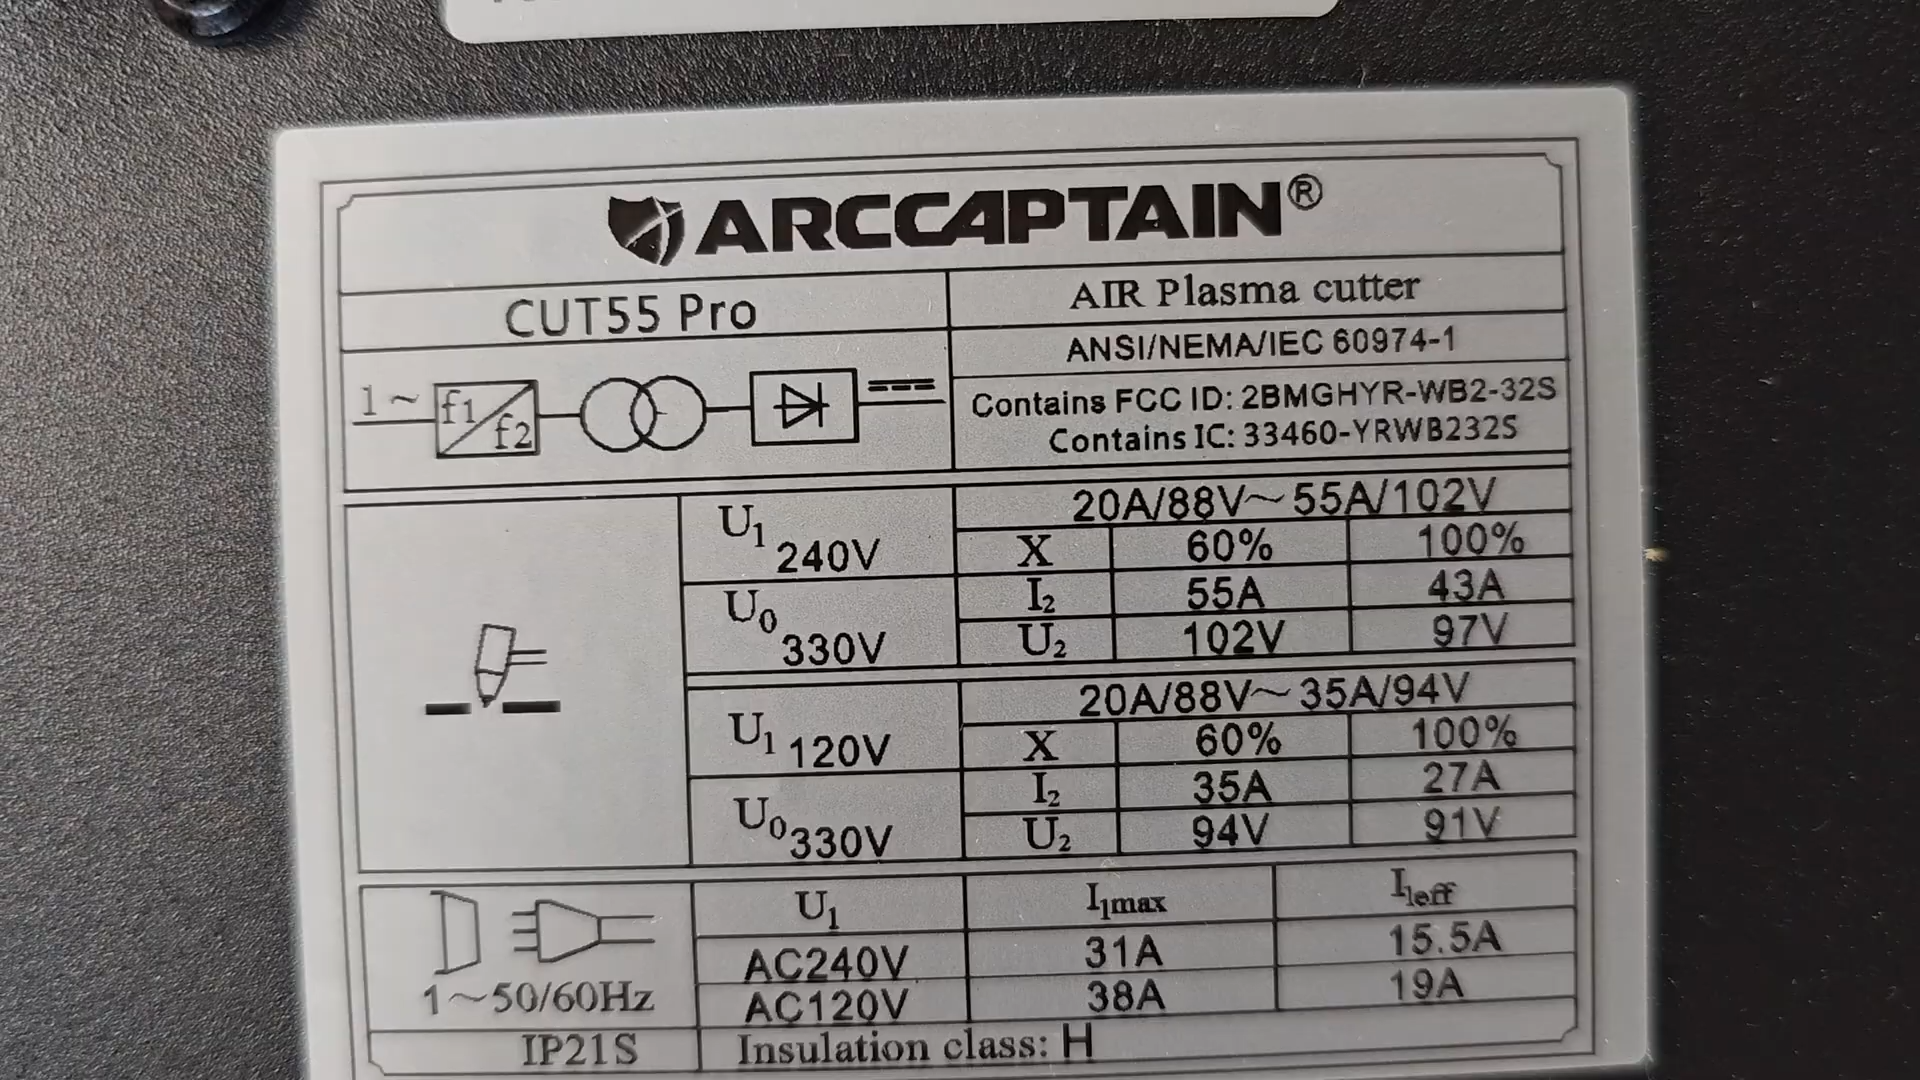 ARCCAPTAIN®
CUT55 Pro
AIR Plasma cutter
ANSI/NEMA/IEC 60974-1
1~ f1/f2
Contains FCC ID: 2BMGHYR-WB2-32S
Contains IC: 33460-YRWB232S
U1 240V
20A/88V~55A/102V
X 60% 100%
U0 330V
I2 55A 43A
U2 102V 97V
U1 120V
20A/88V~35A/94V
X 60% 100%
U0 330V
I2 35A 27A
U2 94V 91V
U1 I1max I1eff
AC240V 31A 15.5A
1~50/60Hz
AC120V 38A 19A
IP21S
Insulation class: H